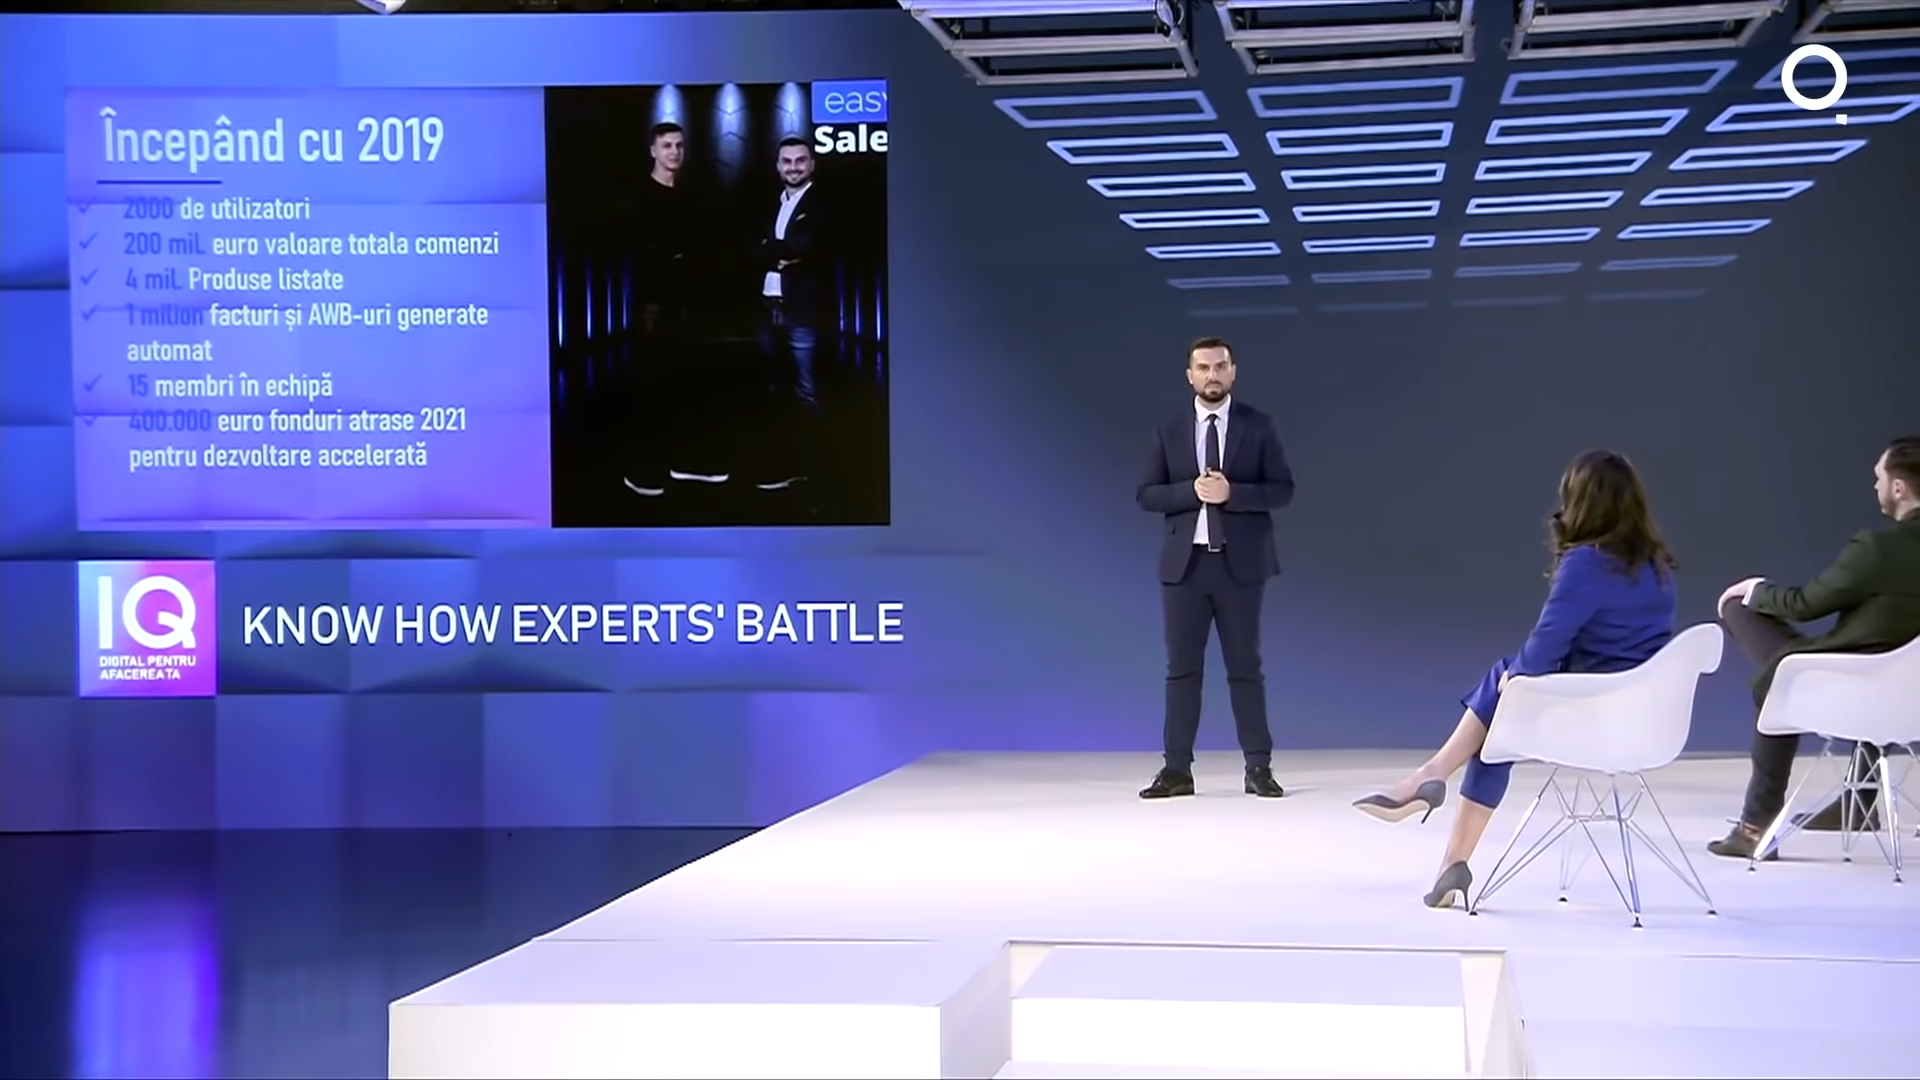 Începând cu 2019
2000 de utilizatori
200 mil. euro valoare totala comenzi
4 mil. Produse listate
1 milion facturi și AWB-uri generate
automat
15 membri în echipă
400.000 euro fonduri atrase 2021
pentru dezvoltare accelerată
easy
Sale
IQ
DIGITAL PENTRU
AFACEREA TA
KNOW HOW EXPERTS' BATTLE